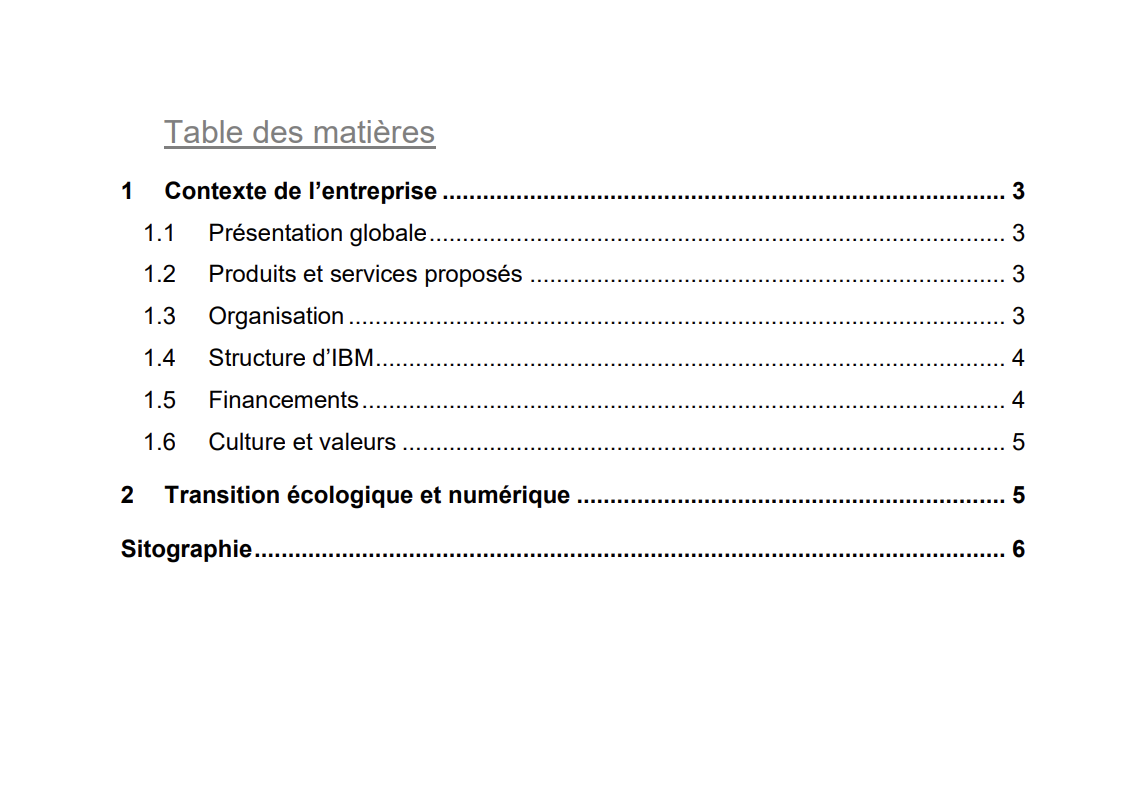 Table des matières
1 Contexte de l’entreprise ........................................................................................ 3
1.1 Présentation globale........................................................................................ 3
1.2 Produits et services proposés ........................................................................ 3
1.3 Organisation ................................................................................................... 3
1.4 Structure d’IBM............................................................................................... 4
1.5 Financements................................................................................................. 4
1.6 Culture et valeurs ........................................................................................... 5
2 Transition écologique et numérique ................................................................ 5
Sitographie................................................................................................................ 6